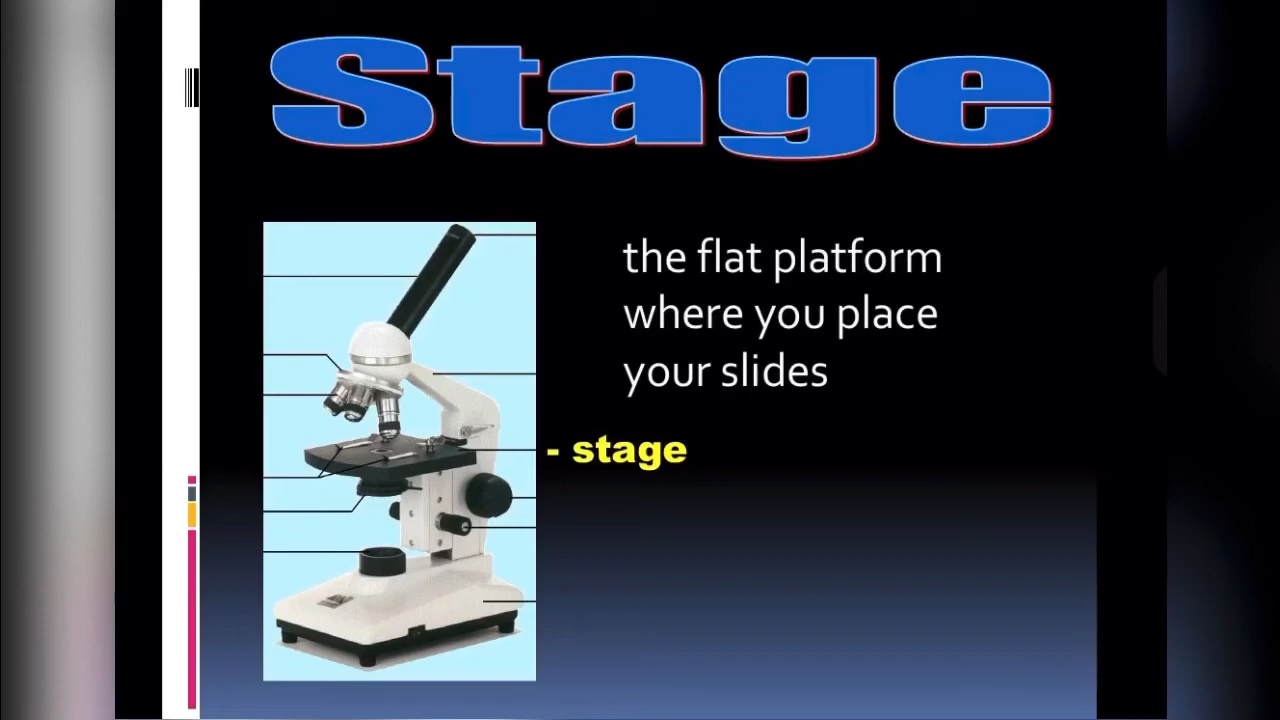 Stage
the flat platform
where you place
your slides
- stage